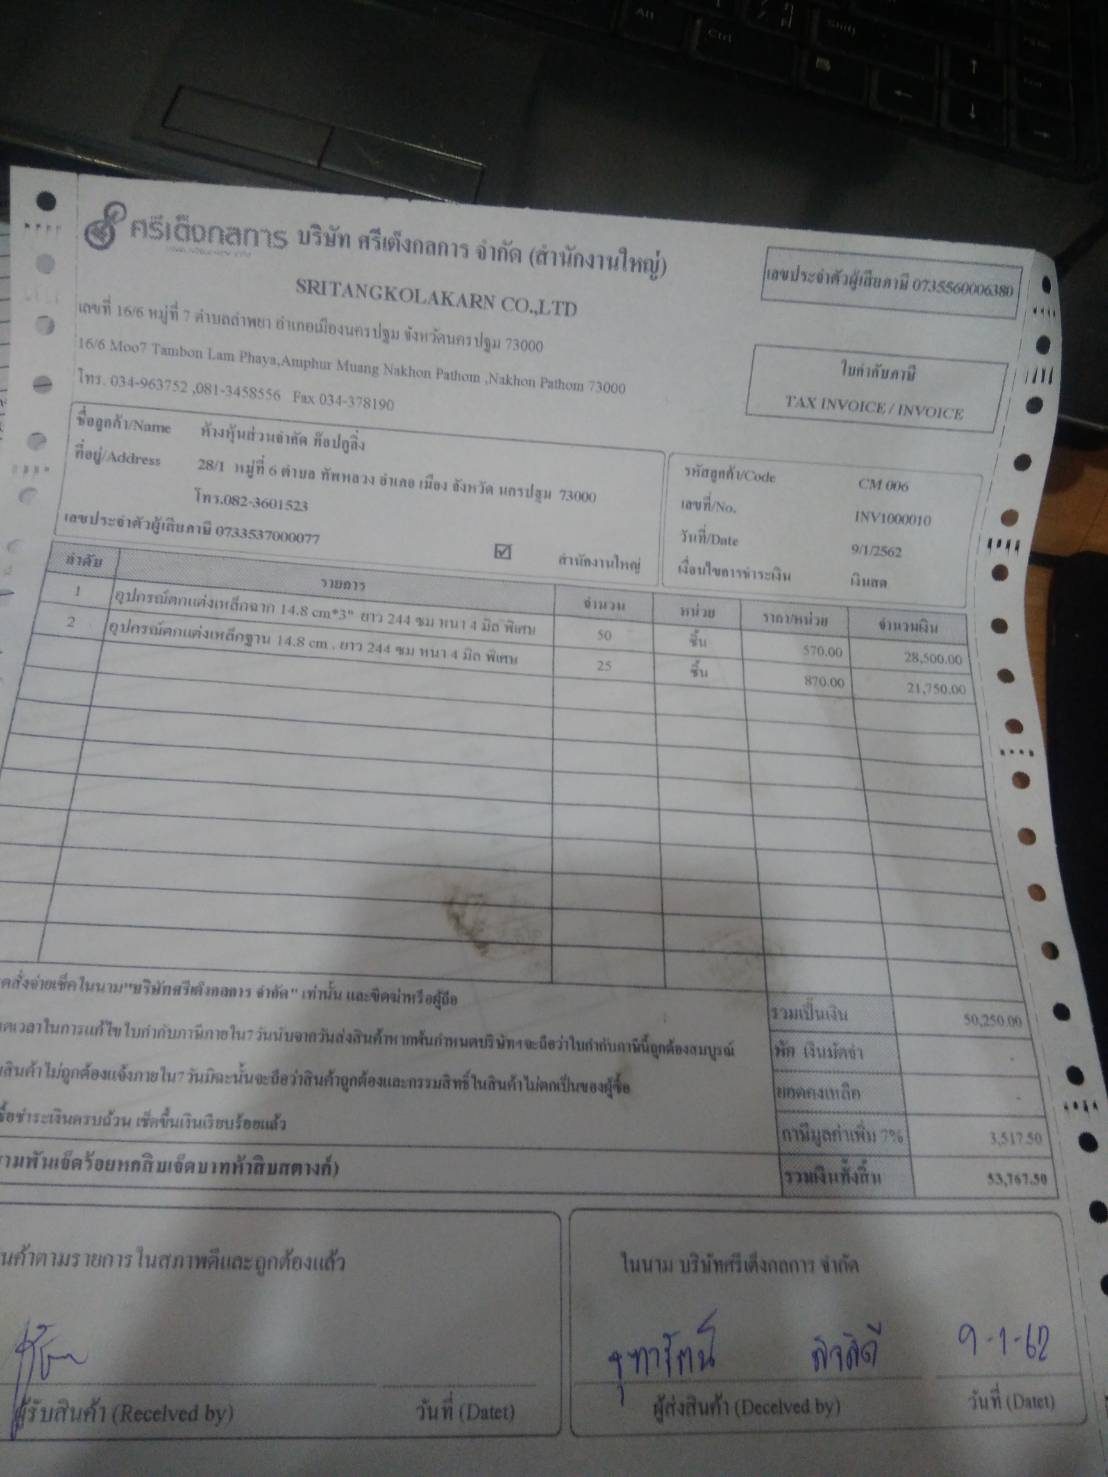 ศรีเต็งกลการ บริษัท ศรีเต็งกลการ จำกัด (สำนักงานใหญ่)
เลขประจำตัวผู้เสียภาษี 0735560006380
SRITANGKOLAKARN CO.,LTD
เลขที่ 16/6 หมู่ที่ 7 ตำบลลำพยา อำเภอเมืองนครปฐม จังหวัดนครปฐม 73000
16/6 Moo7 Tambon Lam Phaya,Amphur Muang Nakhon Pathom ,Nakhon Pathom 73000
โทร. 034-963752 ,081-3458556 Fax 034-378190
ใบกำกับภาษี
TAX INVOICE / INVOICE
ชื่อลูกค้า/Name ห้างหุ้นส่วนจำกัด ท๊อปคูลิ่ง
ที่อยู่/Address 28/1 หมู่ที่ 6 ตำบล ทัพหลวง อำเภอ เมือง จังหวัด นครปฐม 73000
โทร.082-3601523
เลขประจำตัวผู้เสียภาษี 0733537000077 ☑ สำนักงานใหญ่
รหัสลูกค้า/Code CM 006
เลขที่/No. INV1000010
วันที่/Date 9/1/2562
เงื่อนไขการชำระเงิน เงินสด
ลำดับ รายการ จำนวน หน่วย ราคา/หน่วย จำนวนเงิน
1 อุปกรณ์ตกแต่งเหล็กฉาก 14.8 cm*3" ยาว 244 ซม หนา 4 มิล พิเศษ 50 ชิ้น 570.00 28,500.00
2 อุปกรณ์ตกแต่งเหล็กฐาน 14.8 cm . ยาว 244 ซม หนา 4 มิล พิเศษ 25 ชิ้น 870.00 21,750.00
สั่งจ่ายเช็คในนาม"บริษัทศรีเต็งกลการ จำกัด" เท่านั้น และขีดฆ่าหรือผู้ถือ
เวลาในการแก้ไขใบกำกับภาษีภายใน7วันนับจากวันส่งสินค้าหากพ้นกำหนดบริษัทฯจะถือว่าใบกำกับภาษีนี้ถูกต้องสมบูรณ์
สินค้าไม่ถูกต้องแจ้งภายใน7วันมิฉะนั้นจะถือว่าสินค้าถูกต้องและกรรมสิทธิ์ในสินค้าไม่ตกเป็นของผู้ซื้อ
ชำระเงินครบถ้วน เช็คขึ้นเงินเรียบร้อยแล้ว
รวมเป็นเงิน 50,250.00
หัก เงินมัดจำ -
ยอดคงเหลือ -
ภาษีมูลค่าเพิ่ม 7% 3,517.50
รวมเงินทั้งสิ้น 53,767.50
สามพันเจ็ดร้อยหกสิบเจ็ดบาทห้าสิบสตางค์)
สินค้าตามรายการในสภาพดีและถูกต้องแล้ว
ในนาม บริษัทศรีเต็งกลการ จำกัด
9-1-62
ผู้รับสินค้า (Received by) วันที่ (Datet)
ผู้ส่งสินค้า (Deceived by) วันที่ (Datet)